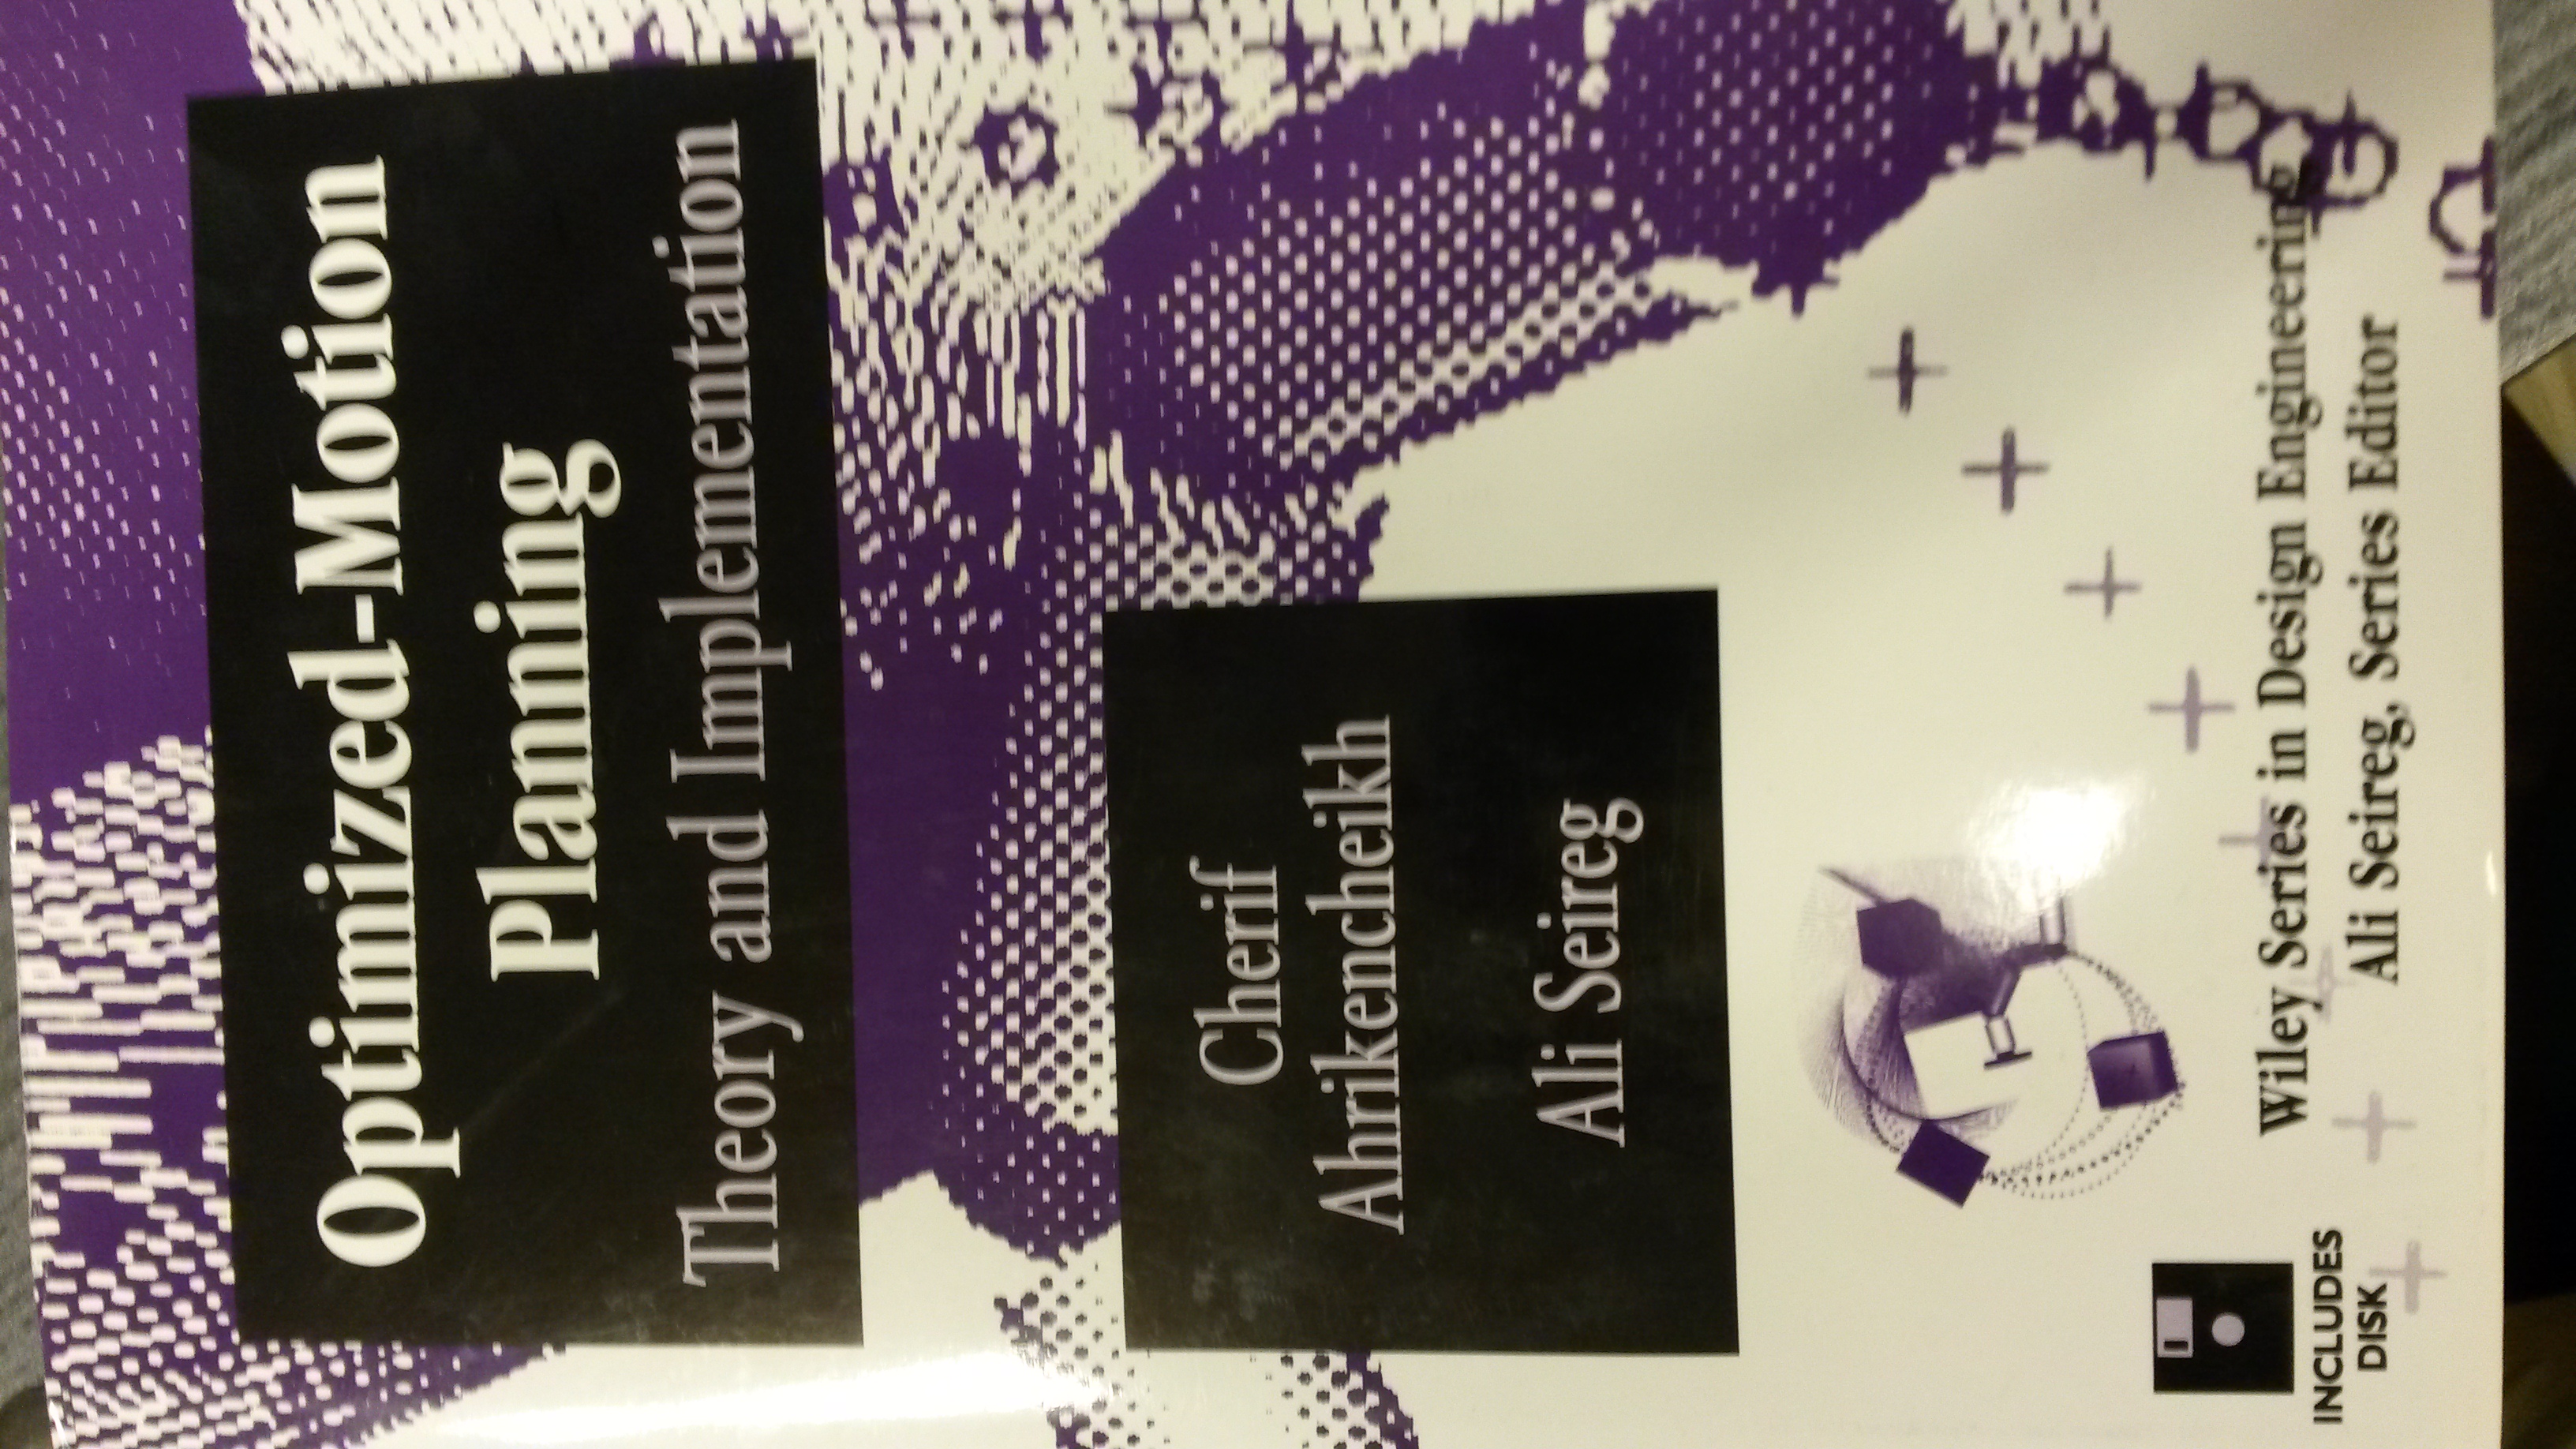 Optimized-Motion
Planning
Theory and Implementation
Cherif
Ahrikencheikh
Ali Seireg
INCLUDES
DISK
Wiley Series in Design Engineering
Ali Seireg, Series Editor